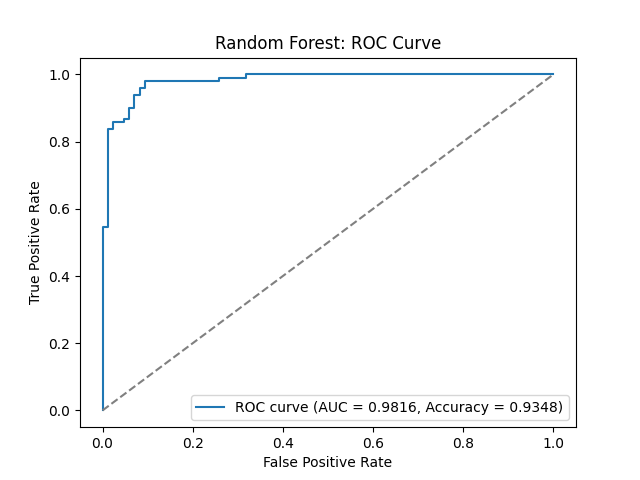 Random Forest: ROC Curve
True Positive Rate
1.0
0.8
0.6
0.4
0.2
0.0
ROC curve (AUC = 0.9816, Accuracy = 0.9348)
0.0 0.2 0.4 0.6 0.8 1.0
False Positive Rate